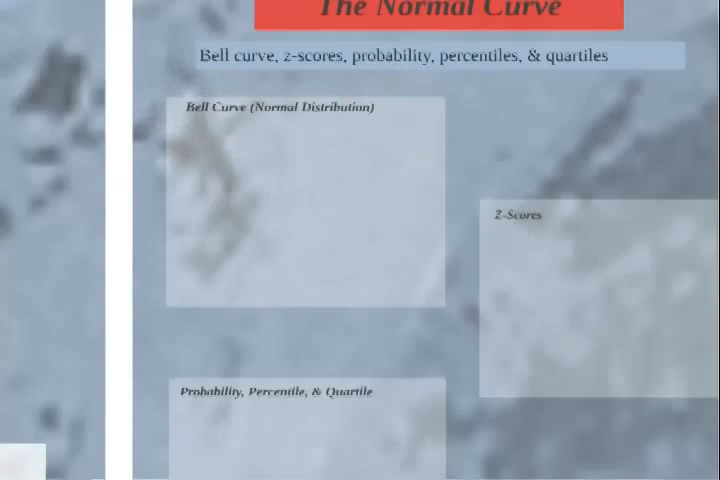 The Normal Curve
Bell curve, z-scores, probability, percentiles, & quartiles
Bell Curve (Normal Distribution)
Z-Scores
Probability, Percentile, & Quartile